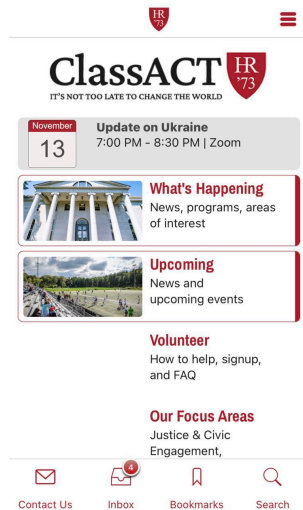 HR
'73
ClassACT HR
'73
IT'S NOT TOO LATE TO CHANGE THE WORLD
November
13
Update on Ukraine
7:00 PM - 8:30 PM | Zoom
What's Happening
News, programs, areas
of interest
Upcoming
News and
upcoming events
Volunteer
How to help, signup,
and FAQ
Our Focus Areas
Justice & Civic
Engagement,
4
Contact Us Inbox Bookmarks Search